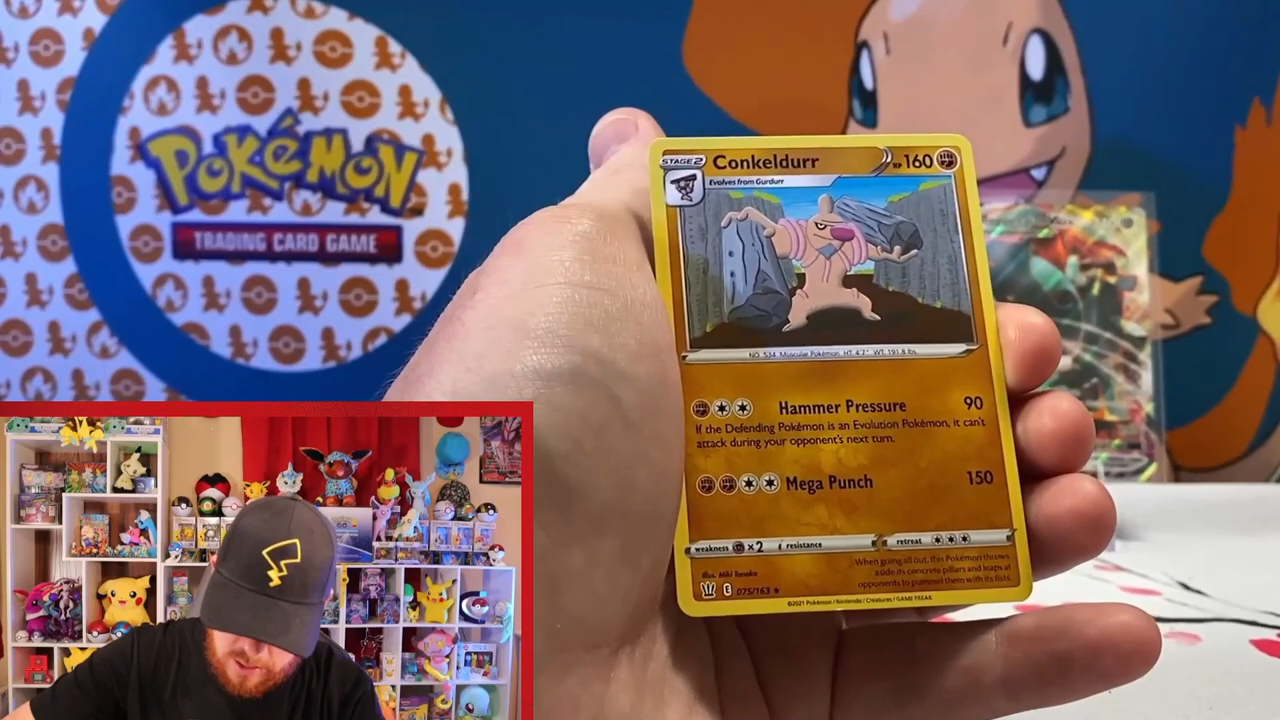 POKéMON
TRADING CARD GAME
STAGE2 Conkeldurr HP 160
Evolves from Gurdurr
NO. 534 Muscular Pokémon HT: 4'7" WT: 191.8 lbs
Hammer Pressure 90
If the Defending Pokémon is an Evolution Pokémon, it can't
attack during your opponent's next turn.
Mega Punch 150
weakness ×2 resistance retreat
Illus. Miki Tanaka
When going all out, this Pokémon throws
aside its concrete pillars and leaps at
opponents to pummel them with its fists.
E 075/163 ★
©2021 Pokémon / Nintendo / Creatures / GAME FREAK